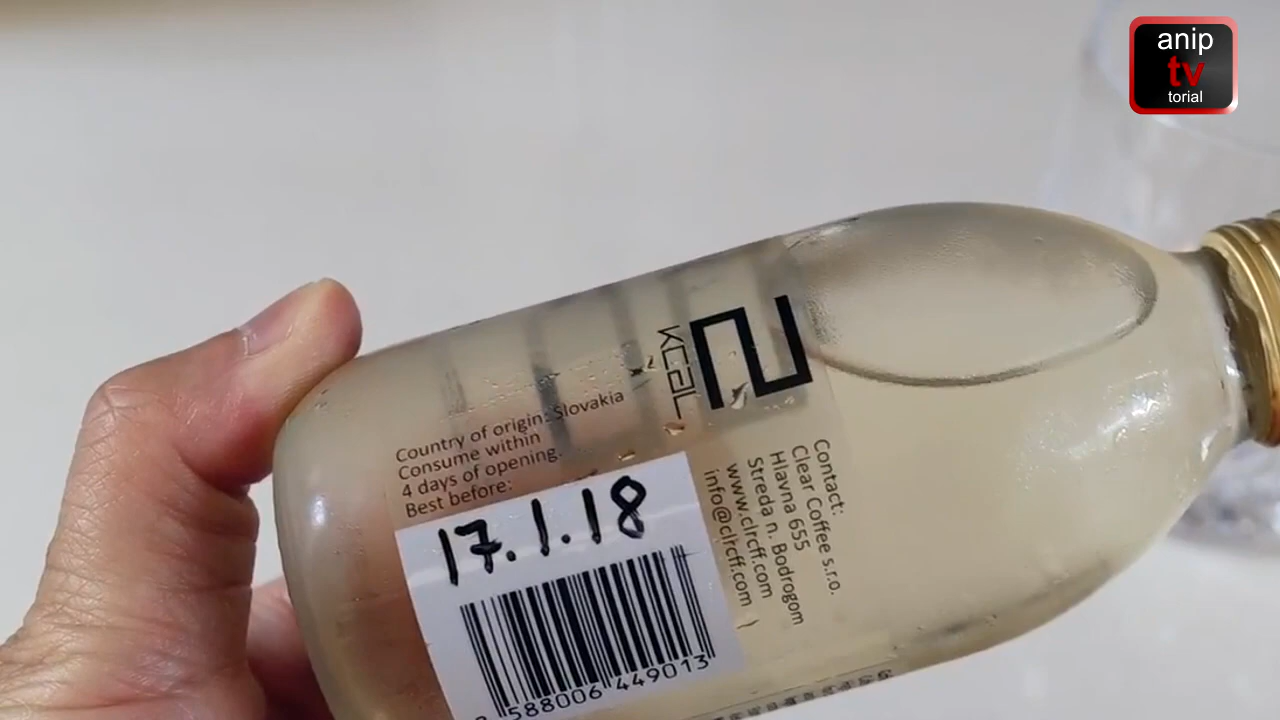 anip
tv
torial
KCAL
Country of origin: Slovakia
Consume within
4 days of opening.
Best before:
17.1.18
588006 449013
Contact:
Clear Coffee s.r.o.
Hlavna 655
Streda n. Bodrogom
www.clrcff.com
info@clrcff.com